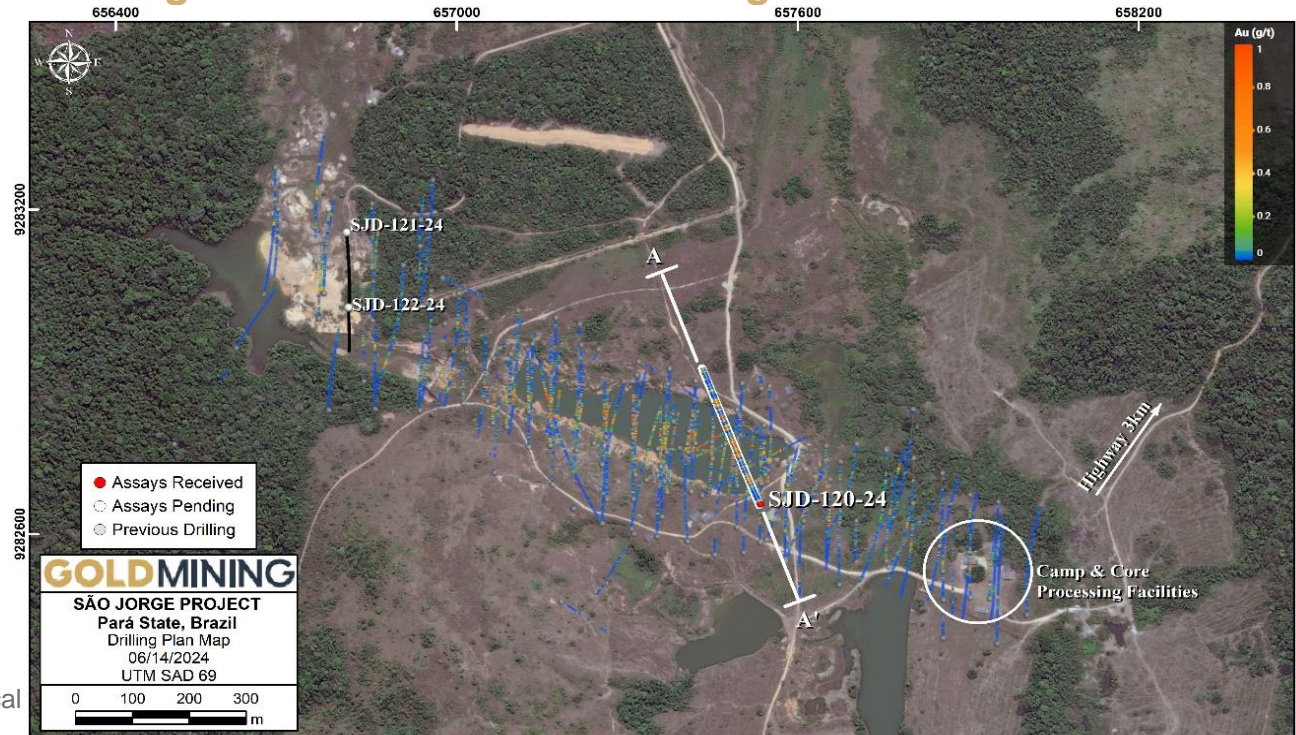 656400
657000
657600
658200
Au (g/t)
1
0.8
0.6
0.4
0.2
0
N
W E
S
9283200
9282600
SJD-121-24
SJD-122-24
A
SJD-120-24
A'
Highway 3km
Camp & Core
Processing Facilities
Assays Received
Assays Pending
Previous Drilling
GOLDMINING
SÃO JORGE PROJECT
Pará State, Brazil
Drilling Plan Map
06/14/2024
UTM SAD 69
0 100 200 300
m